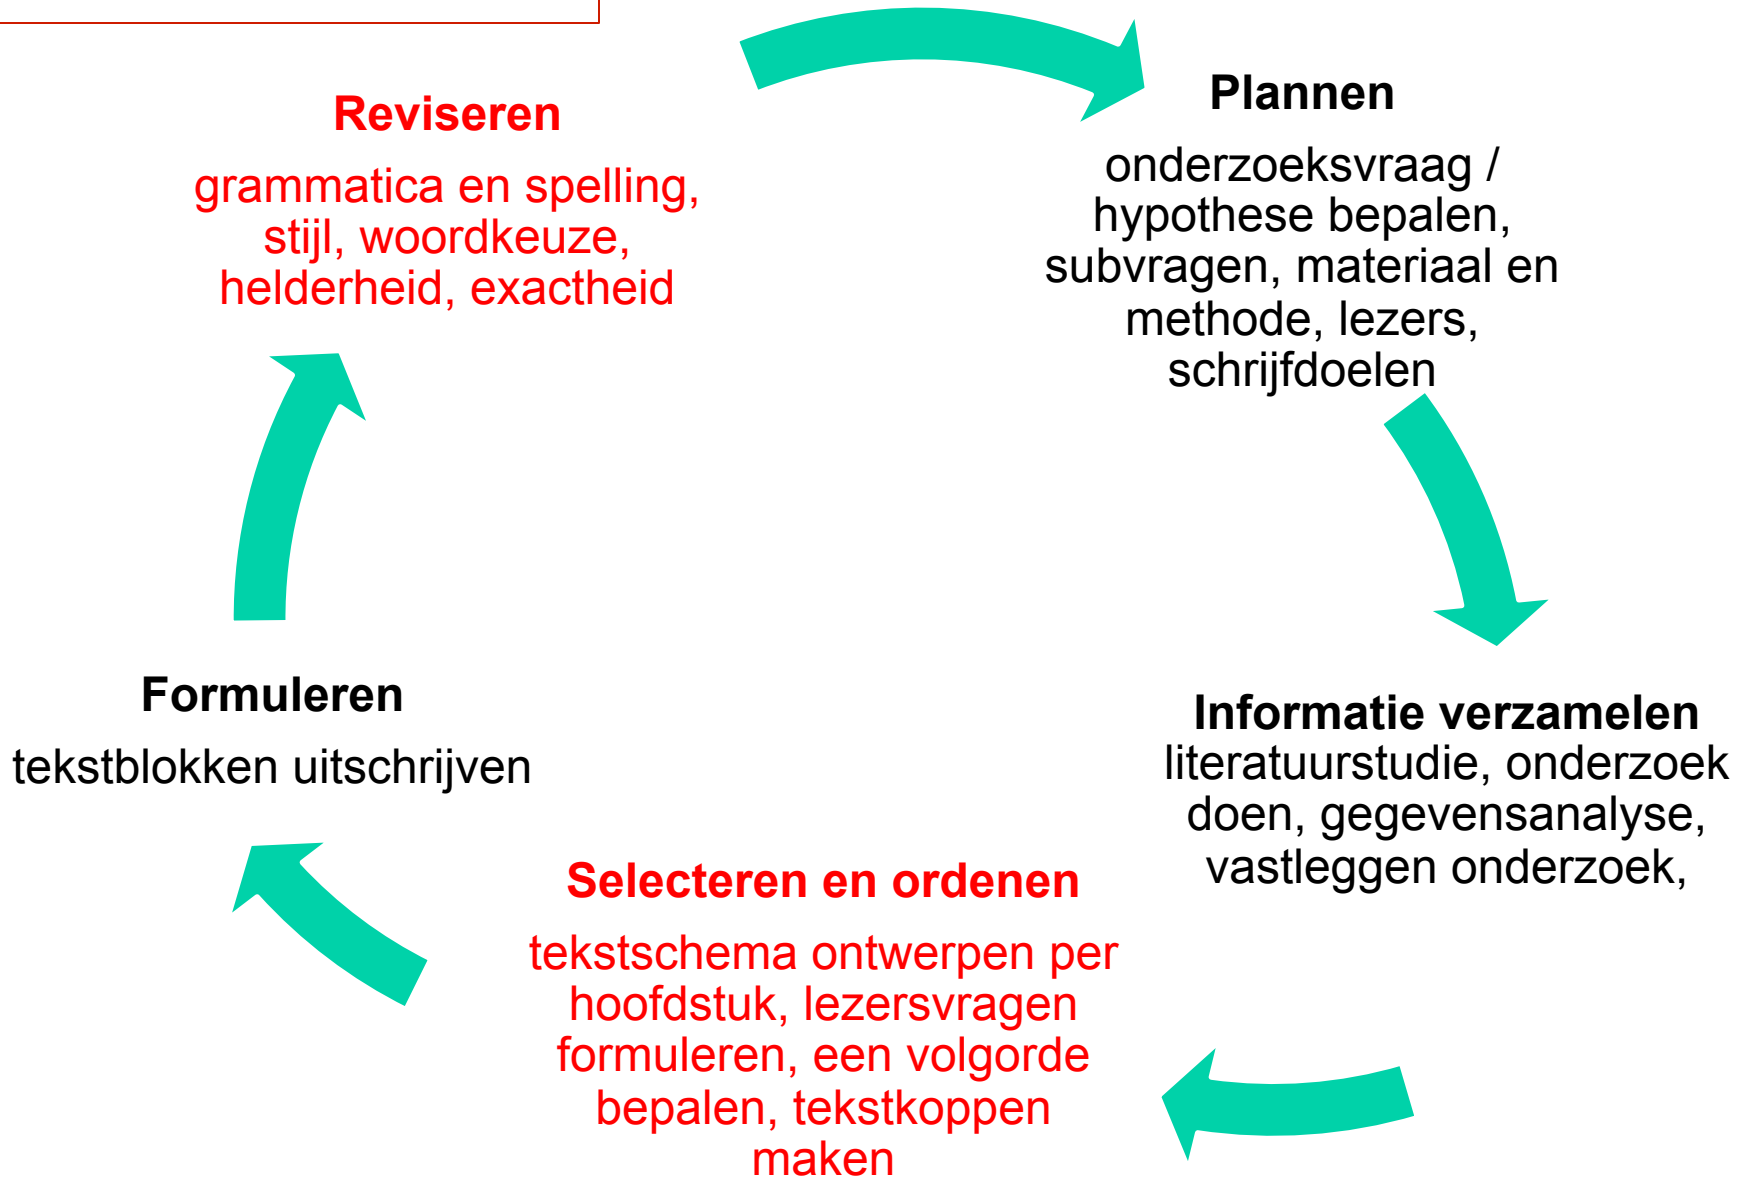 Reviseren
grammatica en spelling,
stijl, woordkeuze,
helderheid, exactheid
Plannen
onderzoeksvraag /
hypothese bepalen,
subvragen, materiaal en
methode, lezers,
schrijfdoelen
Informatie verzamelen
literatuurstudie, onderzoek
doen, gegevensanalyse,
vastleggen onderzoek,
Selecteren en ordenen
tekstschema ontwerpen per
hoofdstuk, lezersvragen
formuleren, een volgorde
bepalen, tekstkoppen
maken
Formuleren
tekstblokken uitschrijven